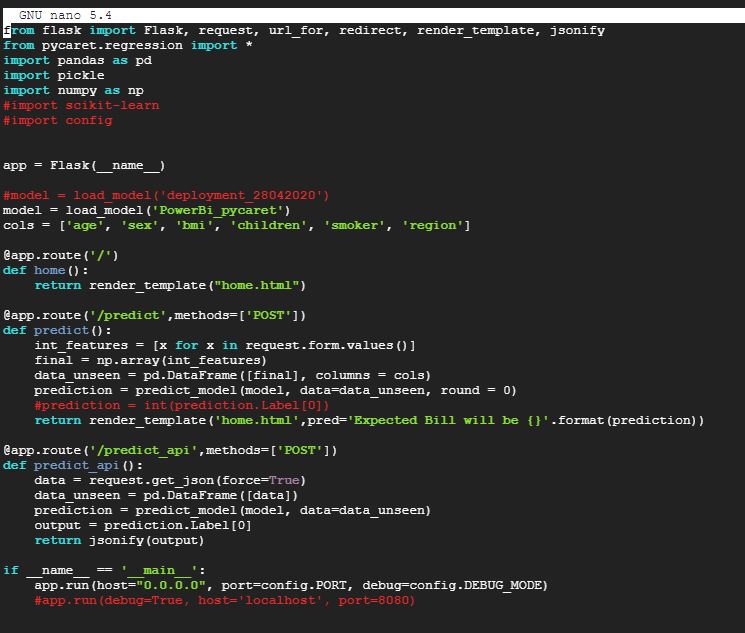 GNU nano 5.4
from flask import Flask, request, url_for, redirect, render_template, jsonify
from pycaret.regression import *
import pandas as pd
import pickle
import numpy as np
#import scikit-learn
#import config
app = Flask(__name__)
#model = load_model('deployment_28042020')
model = load_model('PowerBi_pycaret')
cols = ['age', 'sex', 'bmi', 'children', 'smoker', 'region']
@app.route('/')
def home():
    return render_template("home.html")
@app.route('/predict',methods=['POST'])
def predict():
    int_features = [x for x in request.form.values()]
    final = np.array(int_features)
    data_unseen = pd.DataFrame([final], columns = cols)
    prediction = predict_model(model, data=data_unseen, round = 0)
    #prediction = int(prediction.Label[0])
    return render_template('home.html',pred='Expected Bill will be {}'.format(prediction))
@app.route('/predict_api',methods=['POST'])
def predict_api():
    data = request.get_json(force=True)
    data_unseen = pd.DataFrame([data])
    prediction = predict_model(model, data=data_unseen)
    output = prediction.Label[0]
    return jsonify(output)
if __name__ == '__main__':
    app.run(host="0.0.0.0", port=config.PORT, debug=config.DEBUG_MODE)
    #app.run(debug=True, host='localhost', port=8080)